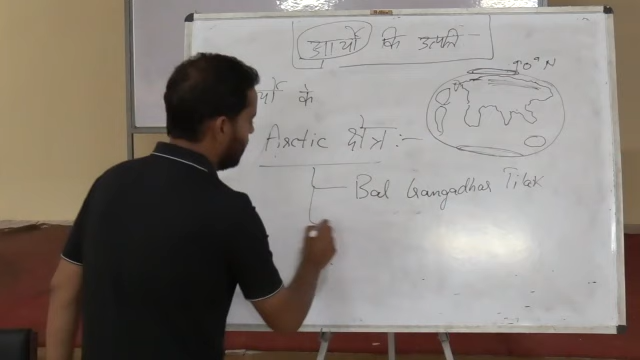 आर्यो कि उत्पत्ति
90° N
र्यो के
Arctic क्षेत्र :-
Bal Gangadhar Tilak